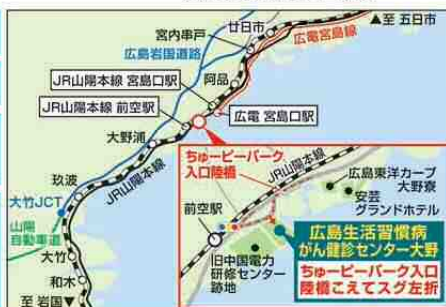 ▲至 五日市
廿日市
宮内串戸
広島岩国道路
広電宮島線
JR山陽本線 宮島口駅
阿品
JR山陽本線 前空駅
広電 宮島口駅
大野浦
ちゅーピーパーク
入口陸橋
JR山陽本線
玖波
JR山陽本線
大竹JCT
山陽
自動車道
大竹
和木
至 岩国▼
広島東洋カープ
大野寮
安芸
グランドホテル
前空駅
旧中国電力
研修センター
跡地
広島生活習慣病
がん健診センター大野
ちゅーピーパーク入口
陸橋こえてスグ左折